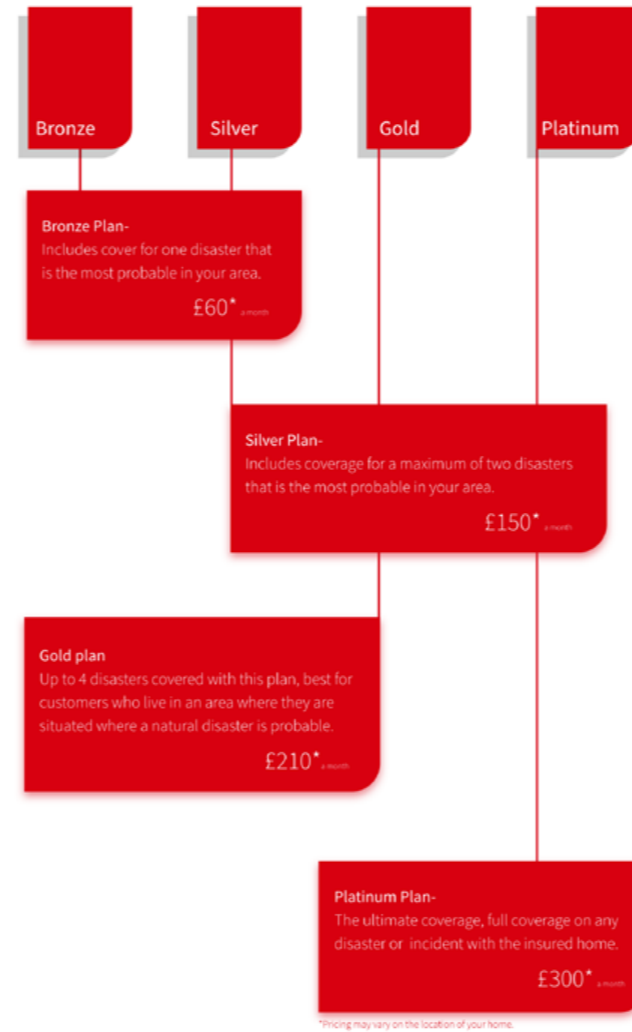 Bronze
Silver
Gold
Platinum
Bronze Plan-
Includes cover for one disaster that
is the most probable in your area.
£60* a month
Silver Plan-
Includes coverage for a maximum of two disasters
that is the most probable in your area.
£150* a month
Gold plan
Up to 4 disasters covered with this plan, best for
customers who live in an area where they are
situated where a natural disaster is probable.
£210* a month
Platinum Plan-
The ultimate coverage, full coverage on any
disaster or incident with the insured home.
£300* a month
*Pricing may vary on the location of your home.